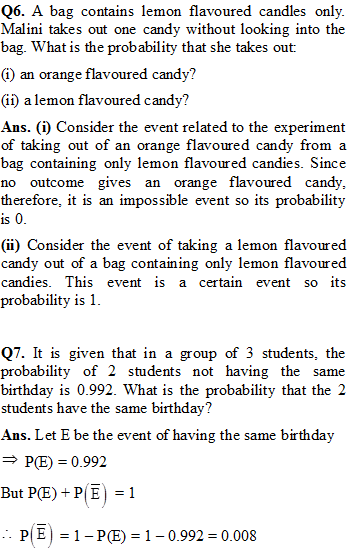 Q6. A bag contains lemon flavoured candles only.
Malini takes out one candy without looking into the
bag. What is the probability that she takes out:
(i) an orange flavoured candy?
(ii) a lemon flavoured candy?
Ans. (i) Consider the event related to the experiment
of taking out of an orange flavoured candy from a
bag containing only lemon flavoured candies. Since
no outcome gives an orange flavoured candy,
therefore, it is an impossible event so its probability
is 0.
(ii) Consider the event of taking a lemon flavoured
candy out of a bag containing only lemon flavoured
candies. This event is a certain event so its
probability is 1.
Q7. It is given that in a group of 3 students, the
probability of 2 students not having the same
birthday is 0.992. What is the probability that the 2
students have the same birthday?
Ans. Let E be the event of having the same birthday
⇒ P(E) = 0.992
But P(E) + P(E̅) = 1
∴ P(E̅) = 1 – P(E) = 1 – 0.992 = 0.008